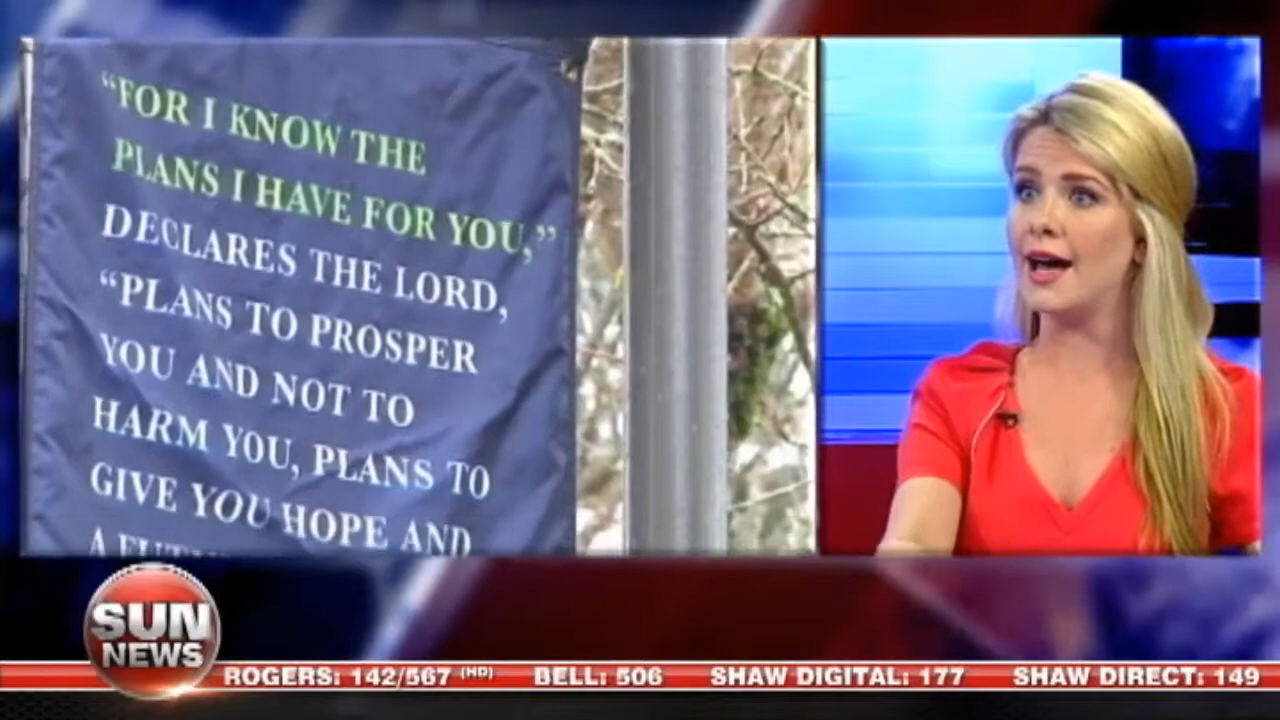 “FOR I KNOW THE
PLANS I HAVE FOR YOU,”
DECLARES THE LORD,
“PLANS TO PROSPER
YOU AND NOT TO
HARM YOU, PLANS TO
GIVE YOU HOPE AND
A
SUN
NEWS
ROGERS: 142/567 (HD) BELL: 506 SHAW DIGITAL: 177 SHAW DIRECT: 149